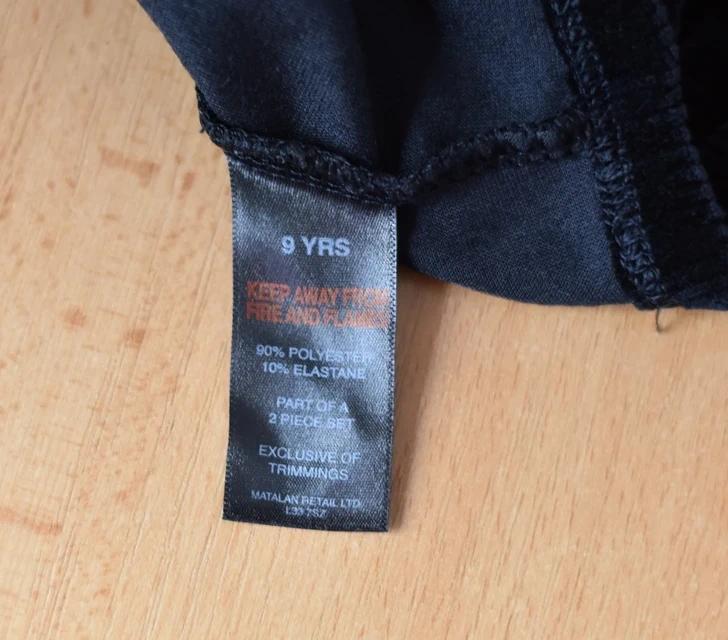 9 YRS
KEEP AWAY FROM
FIRE AND FLAMES
90% POLYESTER
10% ELASTANE
PART OF A
2 PIECE SET
EXCLUSIVE OF
TRIMMINGS
MATALAN RETAIL LTD
L33 7SZ